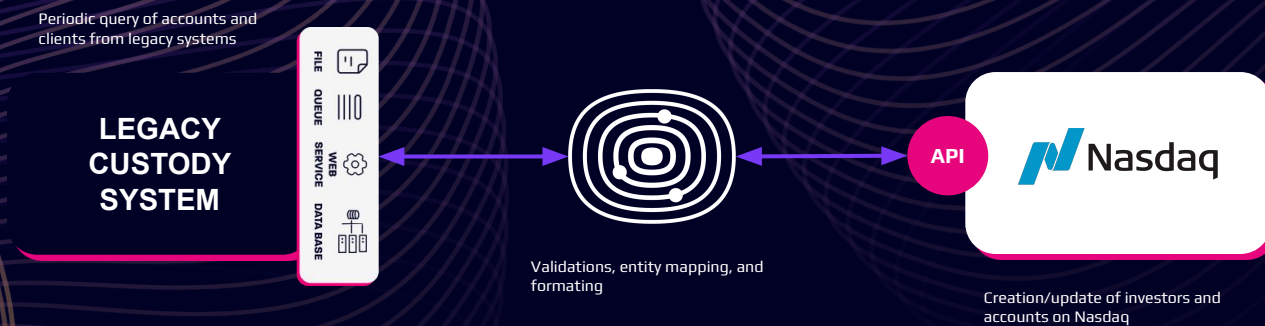 Periodic query of accounts and
clients from legacy systems
LEGACY
CUSTODY
SYSTEM
FILE
QUEUE
WEB
SERVICE
DATA BASE
Validations, entity mapping, and
formating
API
Nasdaq
Creation/update of investors and
accounts on Nasdaq